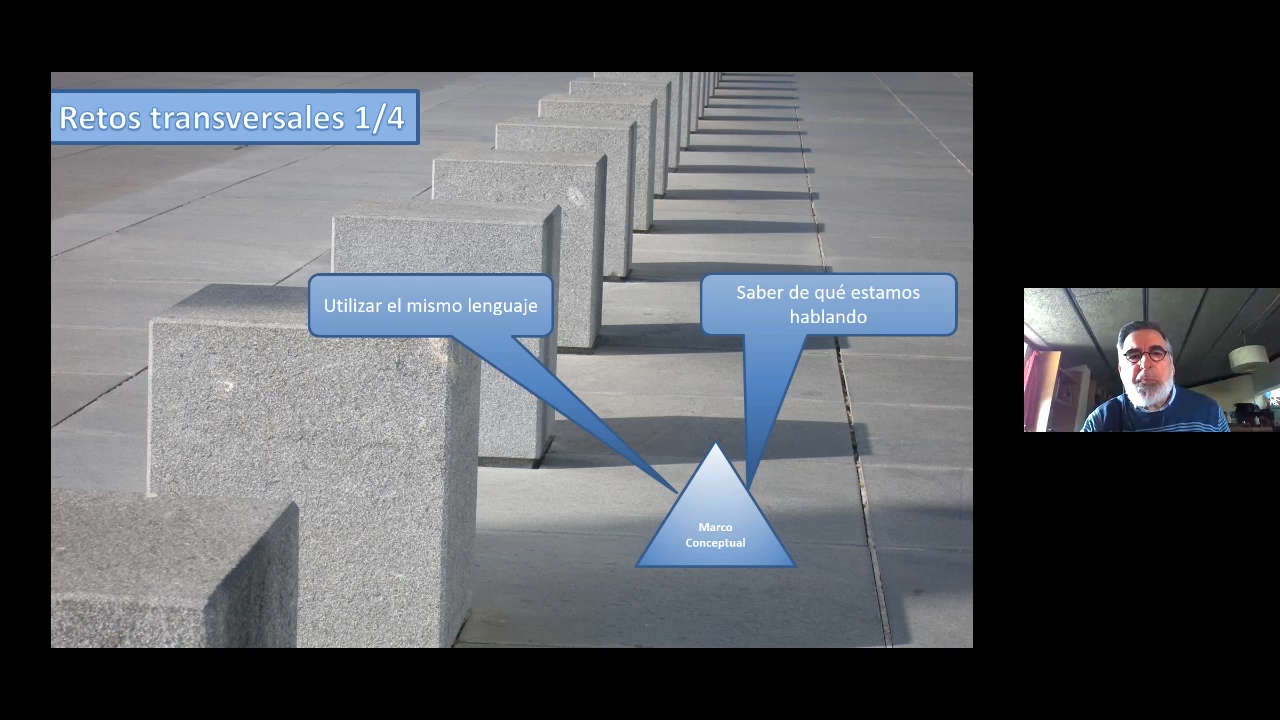 Retos transversales 1/4
Utilizar el mismo lenguaje
Saber de qué estamos
hablando
Marco
Conceptual